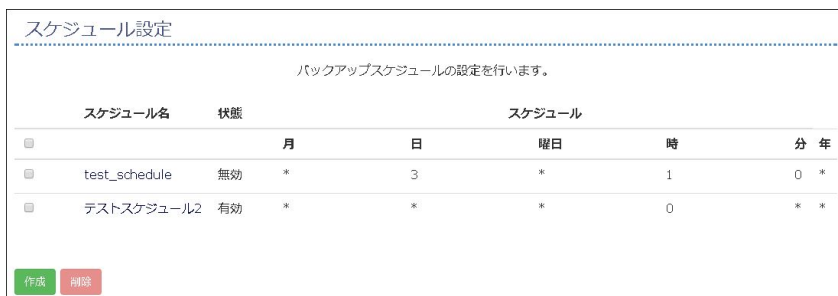 スケジュール設定
バックアップスケジュールの設定を行います。
スケジュール名 状態 スケジュール
月 日 曜日 時 分 年
test_schedule 無効 * 3 * 1 0 *
テストスケジュール2 有効 * * * 0 * *
作成 削除